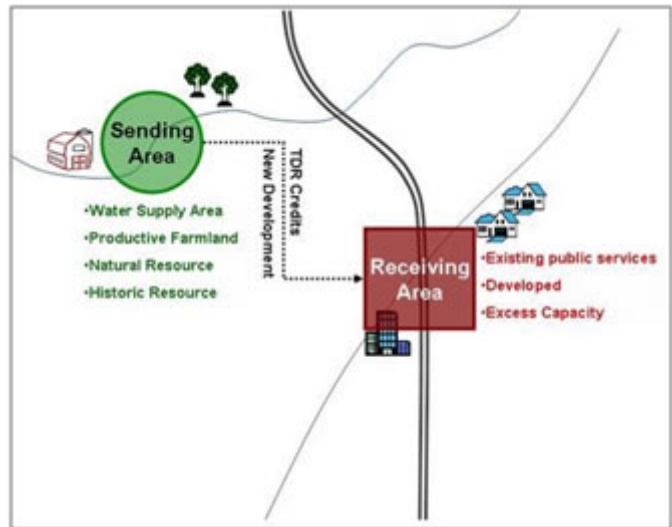 Sending
Area
•Water Supply Area
•Productive Farmland
•Natural Resource
•Historic Resource
TDR Credits
New Development
Receiving
Area
•Existing public services
•Developed
•Excess Capacity